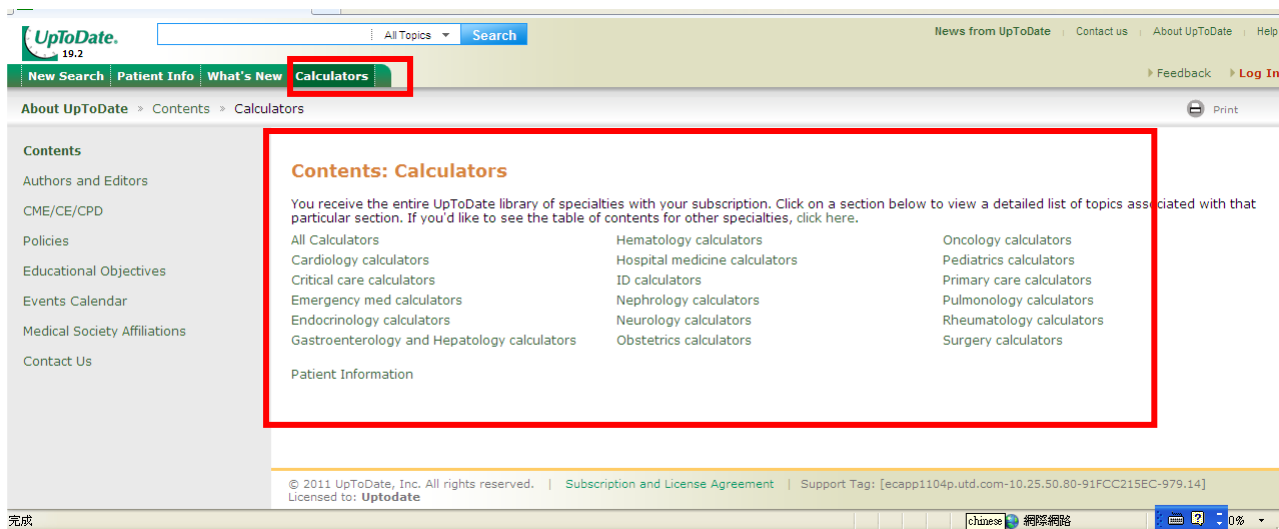 UpToDate.
19.2
All Topics
Search
News from UpToDate | Contact us | About UpToDate | Help
New Search Patient Info What's New Calculators
Feedback Log In
About UpToDate » Contents » Calculators
Print
Contents
Authors and Editors
CME/CE/CPD
Policies
Educational Objectives
Events Calendar
Medical Society Affiliations
Contact Us
Contents: Calculators
You receive the entire UpToDate library of specialties with your subscription. Click on a section below to view a detailed list of topics associated with that
particular section. If you'd like to see the table of contents for other specialties, click here.
All Calculators
Cardiology calculators
Critical care calculators
Emergency med calculators
Endocrinology calculators
Gastroenterology and Hepatology calculators
Hematology calculators
Hospital medicine calculators
ID calculators
Nephrology calculators
Neurology calculators
Obstetrics calculators
Oncology calculators
Pediatrics calculators
Primary care calculators
Pulmonology calculators
Rheumatology calculators
Surgery calculators
Patient Information
© 2011 UpToDate, Inc. All rights reserved. | Subscription and License Agreement | Support Tag: [ecapp1104p.utd.com-10.25.50.80-91FCC215EC-979.14]
Licensed to: Uptodate
完成
chinese 網際網路
0%